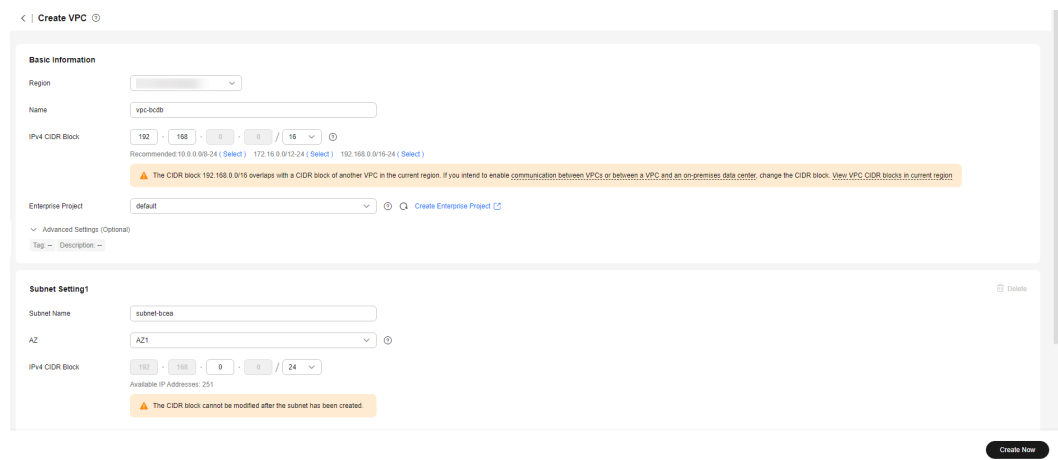 Create VPC
Basic Information
Region
Name vpc-bcdb
IPv4 CIDR Block 192 · 168 · 0 · 0 / 16
Recommended:10.0.0.0/8-24 ( Select ) 172.16.0.0/12-24 ( Select ) 192.168.0.0/16-24 ( Select )
The CIDR block 192.168.0.0/16 overlaps with a CIDR block of another VPC in the current region. If you intend to enable communication between VPCs or between a VPC and an on-premises data center, change the CIDR block. View VPC CIDR blocks in current region
Enterprise Project default Create Enterprise Project
Advanced Settings (Optional)
Tag: -- Description: --
Subnet Setting1 Delete
Subnet Name subnet-bcea
AZ AZ1
IPv4 CIDR Block 192 · 168 · 0 · 0 / 24
Available IP Addresses: 251
The CIDR block cannot be modified after the subnet has been created.
Create Now